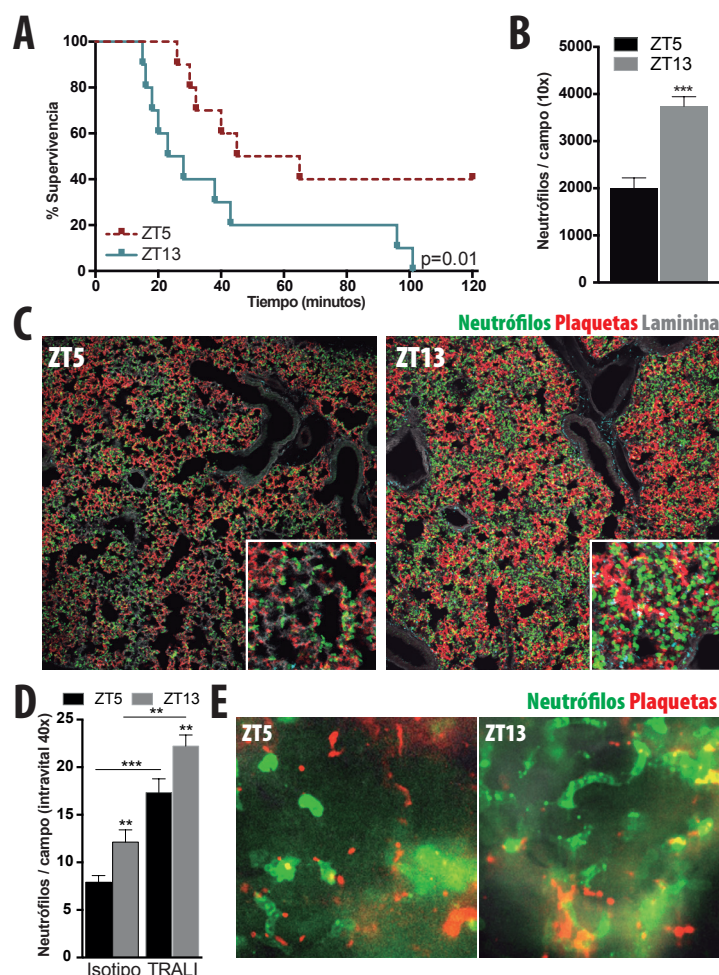 A
100
80
60
40
20
0
% Supervivencia
ZT5
ZT13
p=0.01
0 20 40 60 80 100 120
Tiempo (minutos)
B
ZT5
ZT13
5000
4000
3000
2000
1000
0
Neutrófilos / campo (10x)
***
C
Neutrófilos Plaquetas Laminina
ZT5
ZT13
D
ZT5 ZT13
25
20
15
10
5
0
Neutrófilos / campo (intravital 40x)
**
**
***
**
Isotipo TRALI
E
Neutrófilos Plaquetas
ZT5
ZT13